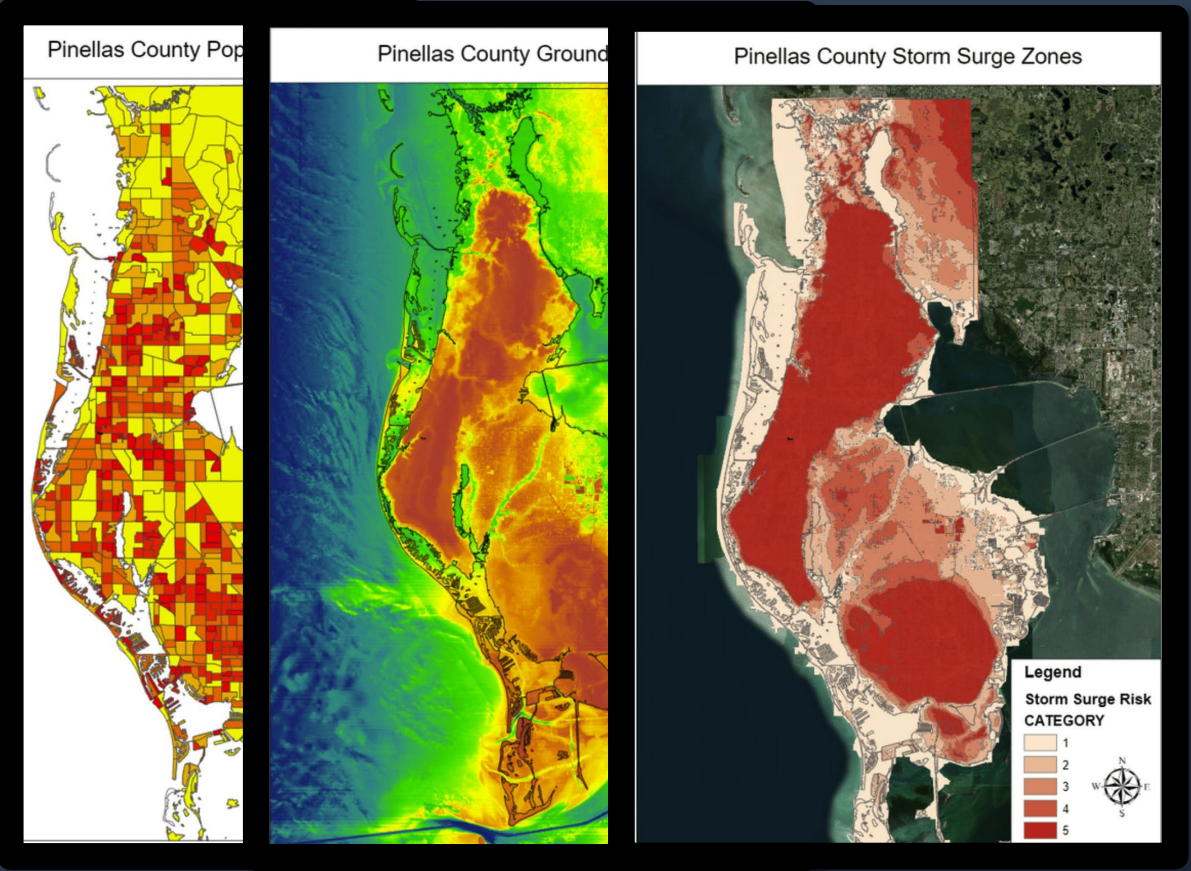 Pinellas County Pop
Pinellas County Ground
Pinellas County Storm Surge Zones
Legend
Storm Surge Risk
CATEGORY
1
2
3
4
5
N
W
E
S